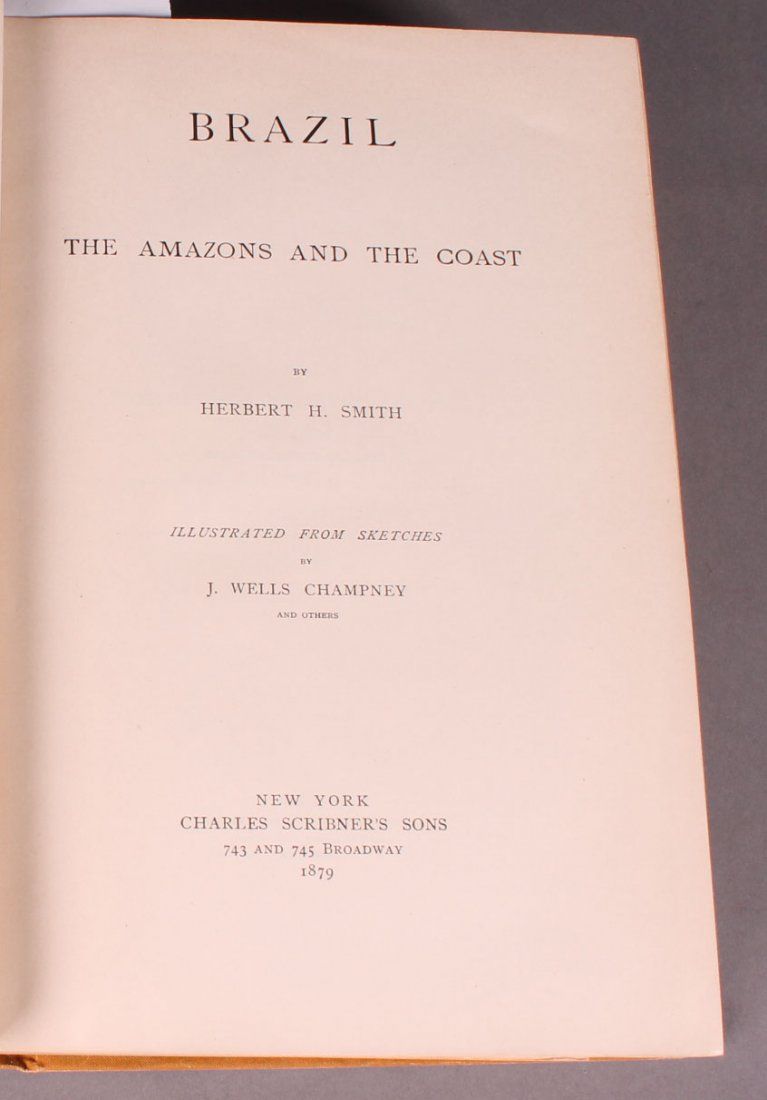 BRAZIL
THE AMAZONS AND THE COAST
BY
HERBERT H. SMITH
ILLUSTRATED FROM SKETCHES
BY
J. WELLS CHAMPNEY
AND OTHERS
NEW YORK
CHARLES SCRIBNER'S SONS
743 AND 745 BROADWAY
1879